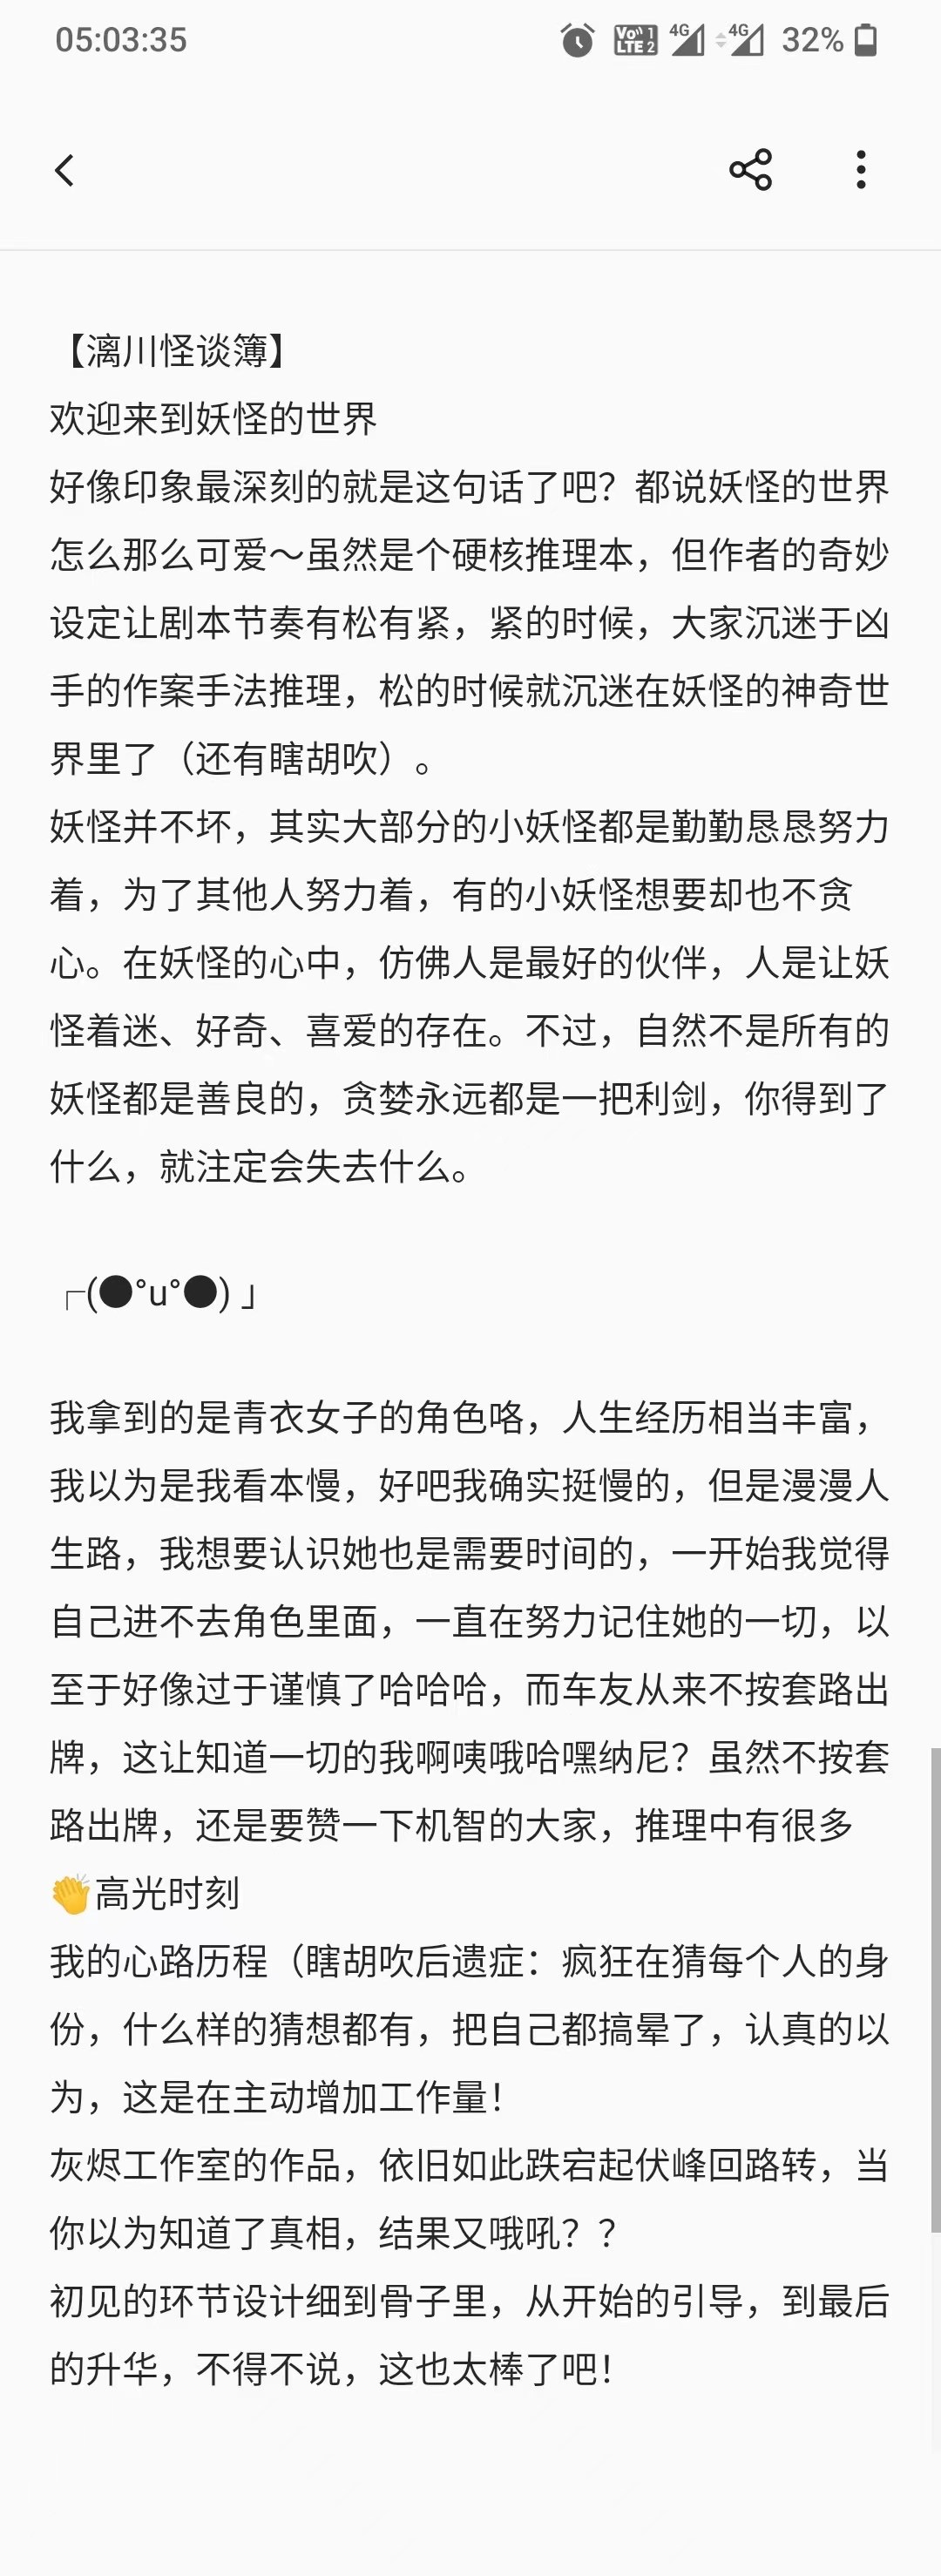 05:03:35
Vo)) 1
LTE 2
4G
4G
32%
【漓川怪谈簿】
欢迎来到妖怪的世界
好像印象最深刻的就是这句话了吧？都说妖怪的世界
怎么那么可爱～虽然是个硬核推理本，但作者的奇妙
设定让剧本节奏有松有紧，紧的时候，大家沉迷于凶
手的作案手法推理，松的时候就沉迷在妖怪的神奇世
界里了（还有瞎胡吹）。
妖怪并不坏，其实大部分的小妖怪都是勤勤恳恳努力
着，为了其他人努力着，有的小妖怪想要却也不贪
心。在妖怪的心中，仿佛人是最好的伙伴，人是让妖
怪着迷、好奇、喜爱的存在。不过，自然不是所有的
妖怪都是善良的，贪婪永远都是一把利剑，你得到了
什么，就注定会失去什么。
┌(●°u°●)」
我拿到的是青衣女子的角色咯，人生经历相当丰富，
我以为是我看本慢，好吧我确实挺慢的，但是漫漫人
生路，我想要认识她也是需要时间的，一开始我觉得
自己进不去角色里面，一直在努力记住她的一切，以
至于好像过于谨慎了哈哈哈，而车友从来不按套路出
牌，这让知道一切的我啊咦哦哈嘿纳尼？虽然不按套
路出牌，还是要赞一下机智的大家，推理中有很多
👏高光时刻
我的心路历程（瞎胡吹后遗症：疯狂在猜每个人的身
份，什么样的猜想都有，把自己都搞晕了，认真的以
为，这是在主动增加工作量！
灰烬工作室的作品，依旧如此跌宕起伏峰回路转，当
你以为知道了真相，结果又哦吼？？
初见的环节设计细到骨子里，从开始的引导，到最后
的升华，不得不说，这也太棒了吧！